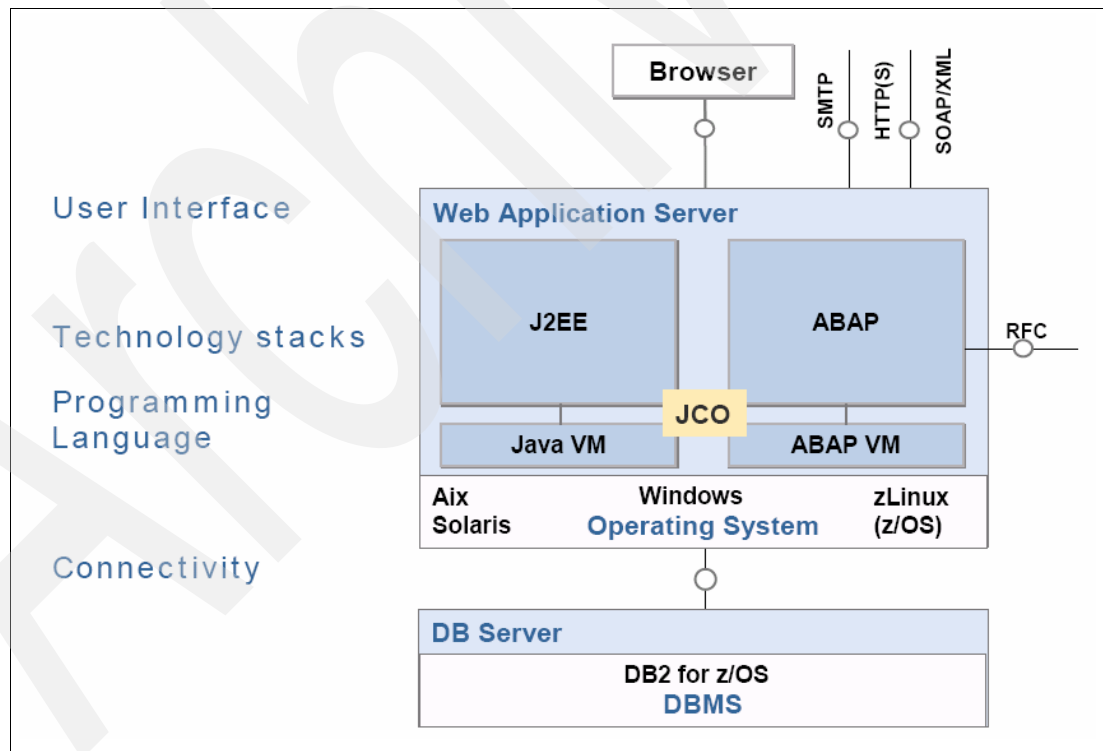 Browser
SMTP
HTTP(S)
SOAP/XML
User Interface
Web Application Server
J2EE
ABAP
Technology stacks
RFC
Programming
Language
JCO
Java VM
ABAP VM
Aix
Solaris
Windows
Operating System
zLinux
(z/OS)
Connectivity
DB Server
DB2 for z/OS
DBMS
Archiv